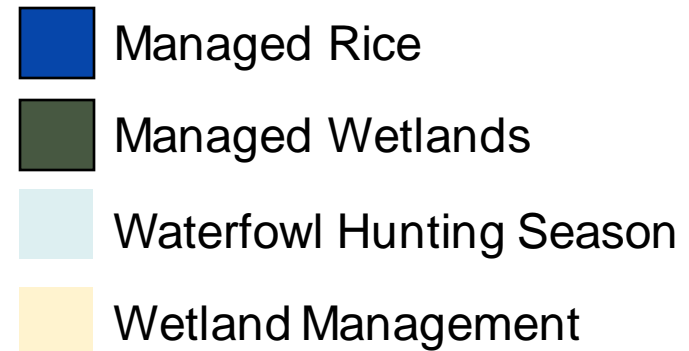 Managed Rice
Managed Wetlands
Waterfowl Hunting Season
Wetland Management